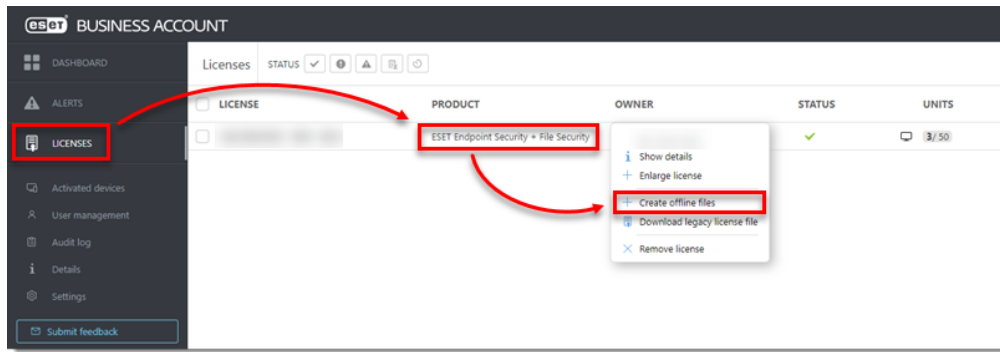 eset BUSINESS ACCOUNT
DASHBOARD
ALERTS
LICENSES
Activated devices
User management
Audit log
Details
Settings
Submit feedback
Licenses STATUS
LICENSE PRODUCT OWNER STATUS UNITS
ESET Endpoint Security + File Security 3/50
Show details
Enlarge license
Create offline files
Download legacy license file
Remove license